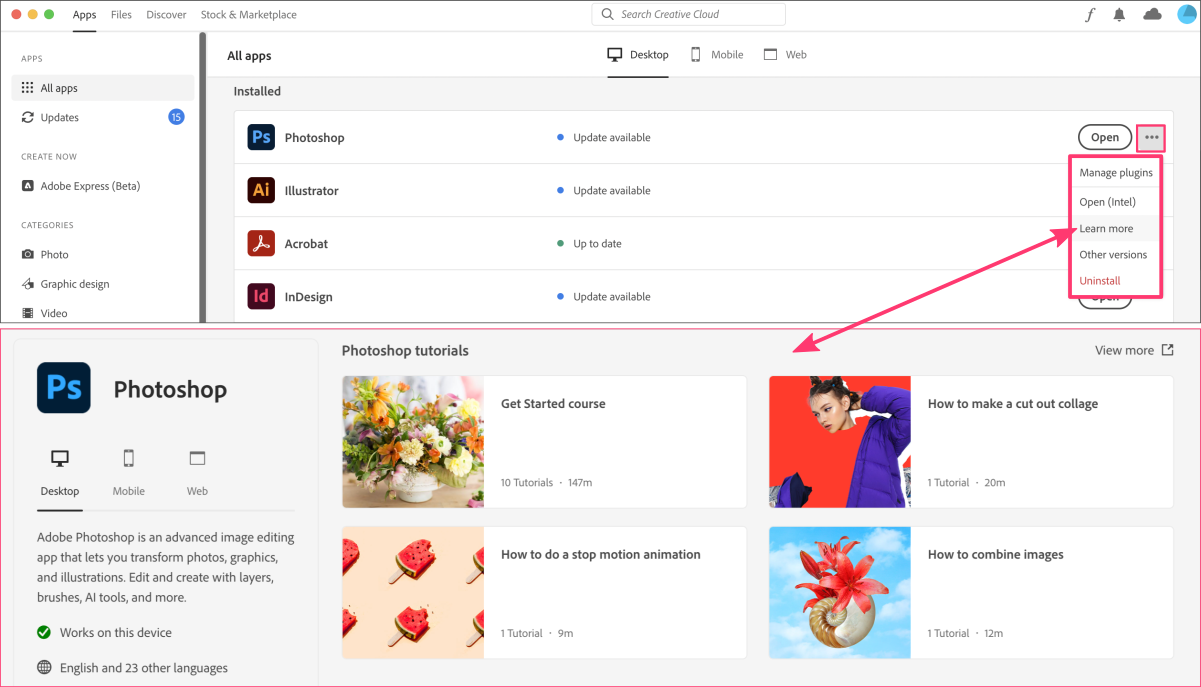 Apps Files Discover Stock & Marketplace Search Creative Cloud
APPS
All apps
Updates 15
CREATE NOW
Adobe Express (Beta)
CATEGORIES
Photo
Graphic design
Video
All apps Desktop Mobile Web
Installed
Ps Photoshop Update available Open
Ai Illustrator Update available
Acrobat Up to date
Id InDesign Update available Open
Manage plugins
Open (Intel)
Learn more
Other versions
Uninstall
Ps Photoshop
Desktop Mobile Web
Adobe Photoshop is an advanced image editing
app that lets you transform photos, graphics,
and illustrations. Edit and create with layers,
brushes, AI tools, and more.
Works on this device
English and 23 other languages
Photoshop tutorials View more
Get Started course
10 Tutorials · 147m
How to make a cut out collage
1 Tutorial · 20m
How to do a stop motion animation
1 Tutorial · 9m
How to combine images
1 Tutorial · 12m